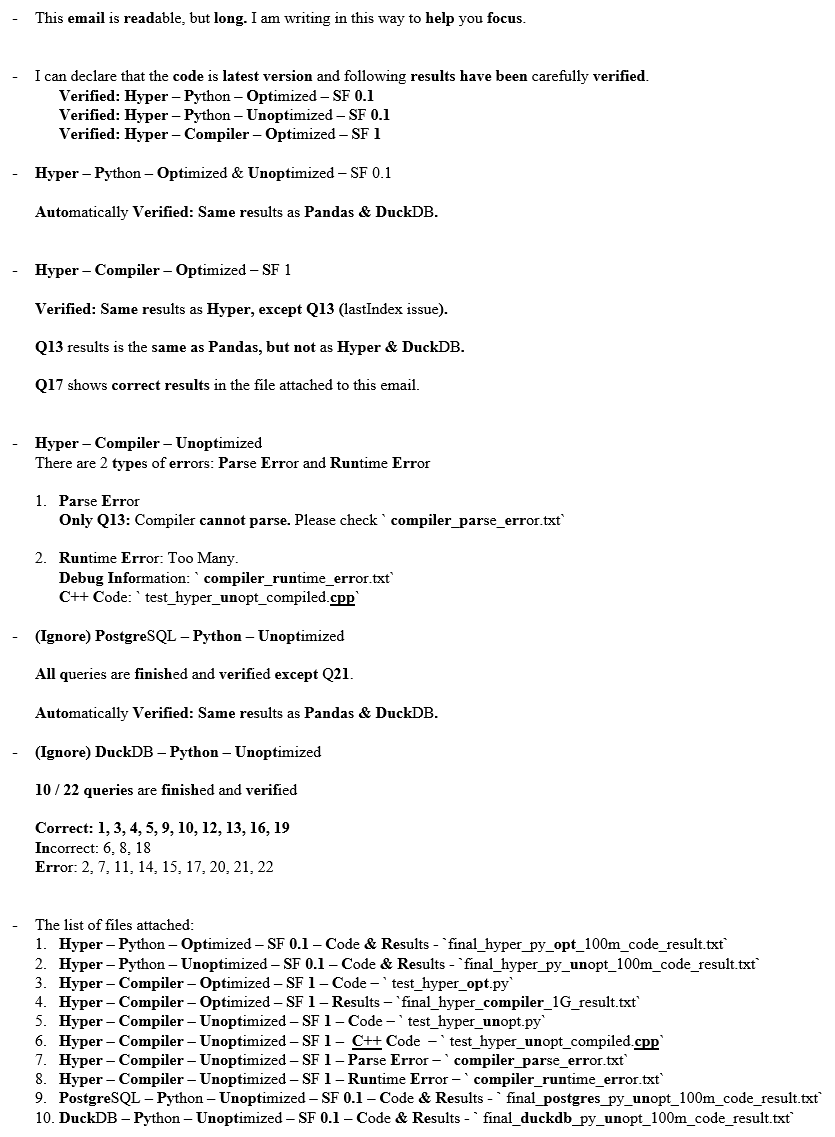 - This email is readable, but long. I am writing in this way to help you focus.
- I can declare that the code is latest version and following results have been carefully verified.
Verified: Hyper – Python – Optimized – SF 0.1
Verified: Hyper – Python – Unoptimized – SF 0.1
Verified: Hyper – Compiler – Optimized – SF 1
- Hyper – Python – Optimized & Unoptimized – SF 0.1
Automatically Verified: Same results as Pandas & DuckDB.
- Hyper – Compiler – Optimized – SF 1
Verified: Same results as Hyper, except Q13 (lastIndex issue).
Q13 results is the same as Pandas, but not as Hyper & DuckDB.
Q17 shows correct results in the file attached to this email.
- Hyper – Compiler – Unoptimized
There are 2 types of errors: Parse Error and Runtime Error
1. Parse Error
Only Q13: Compiler cannot parse. Please check ` compiler_parse_error.txt`
2. Runtime Error: Too Many.
Debug Information: ` compiler_runtime_error.txt`
C++ Code: ` test_hyper_unopt_compiled.cpp`
- (Ignore) PostgreSQL – Python – Unoptimized
All queries are finished and verified except Q21.
Automatically Verified: Same results as Pandas & DuckDB.
- (Ignore) DuckDB – Python – Unoptimized
10 / 22 queries are finished and verified
Correct: 1, 3, 4, 5, 9, 10, 12, 13, 16, 19
Incorrect: 6, 8, 18
Error: 2, 7, 11, 14, 15, 17, 20, 21, 22
- The list of files attached:
1. Hyper – Python – Optimized – SF 0.1 – Code & Results - `final_hyper_py_opt_100m_code_result.txt`
2. Hyper – Python – Unoptimized – SF 0.1 – Code & Results - `final_hyper_py_unopt_100m_code_result.txt`
3. Hyper – Compiler – Optimized – SF 1 – Code – ` test_hyper_opt.py`
4. Hyper – Compiler – Optimized – SF 1 – Results – `final_hyper_compiler_1G_result.txt`
5. Hyper – Compiler – Unoptimized – SF 1 – Code – ` test_hyper_unopt.py`
6. Hyper – Compiler – Unoptimized – SF 1 – C++ Code – ` test_hyper_unopt_compiled.cpp`
7. Hyper – Compiler – Unoptimized – SF 1 – Parse Error – ` compiler_parse_error.txt`
8. Hyper – Compiler – Unoptimized – SF 1 – Runtime Error – ` compiler_runtime_error.txt`
9. PostgreSQL – Python – Unoptimized – SF 0.1 – Code & Results - ` final_postgres_py_unopt_100m_code_result.txt`
10. DuckDB – Python – Unoptimized – SF 0.1 – Code & Results - ` final_duckdb_py_unopt_100m_code_result.txt`